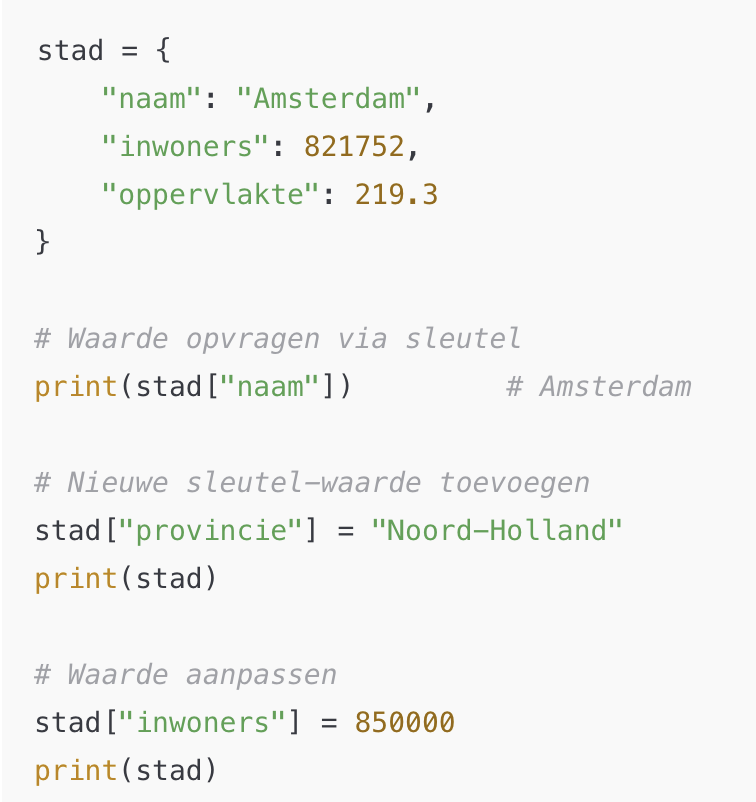 stad = {
    "naam": "Amsterdam",
    "inwoners": 821752,
    "oppervlakte": 219.3
}
# Waarde opvragen via sleutel
print(stad["naam"])         # Amsterdam
# Nieuwe sleutel-waarde toevoegen
stad["provincie"] = "Noord-Holland"
print(stad)
# Waarde aanpassen
stad["inwoners"] = 850000
print(stad)